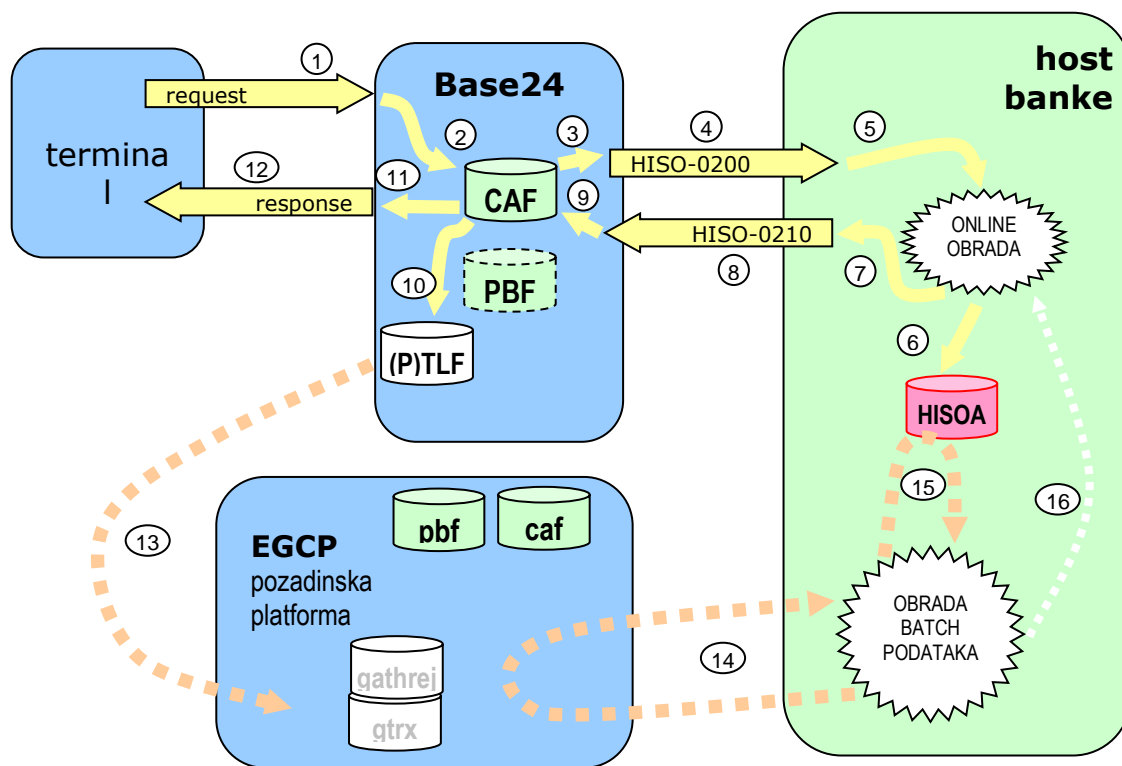 1
request
termina
l
12
response
Base24
2
3
11
CAF
9
10
PBF
(P)TLF
4
HISO-0200
HISO-0210
8
host
banke
5
ONLINE
OBRADA
7
6
HISOA
15
16
OBRADA
BATCH
PODATAKA
13
EGCP
pozadinska
platforma
pbf
caf
gathrej
gtrx
14